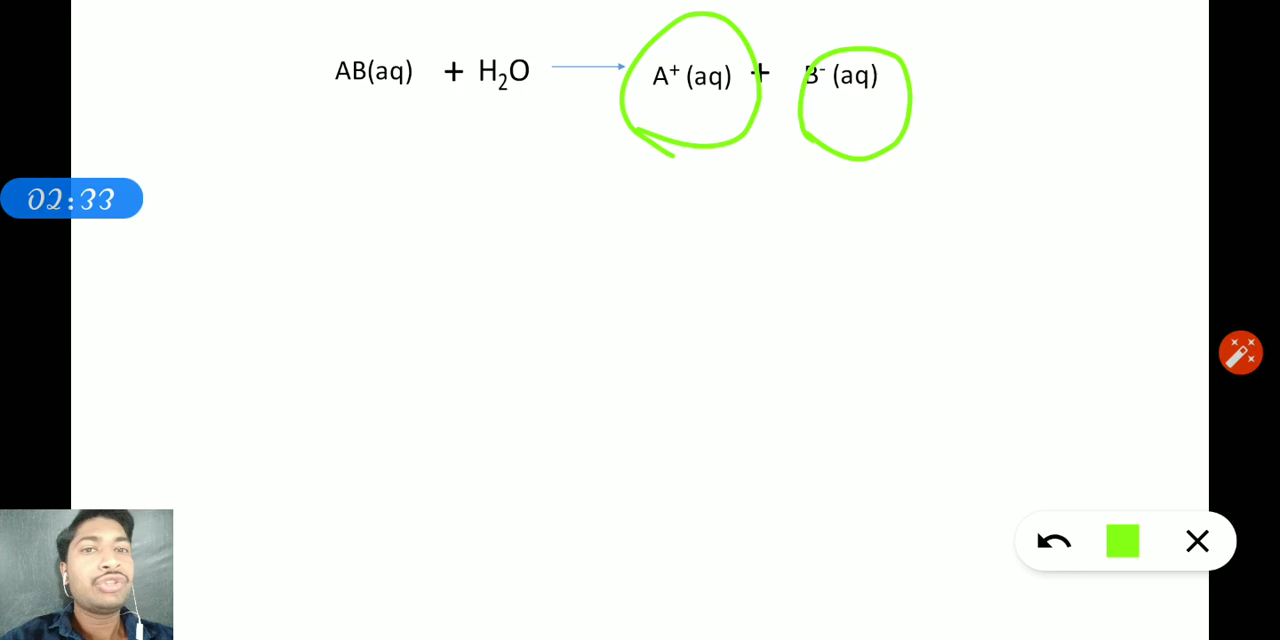 AB(aq) + H₂O → A⁺ (aq) + B⁻ (aq)
02:33